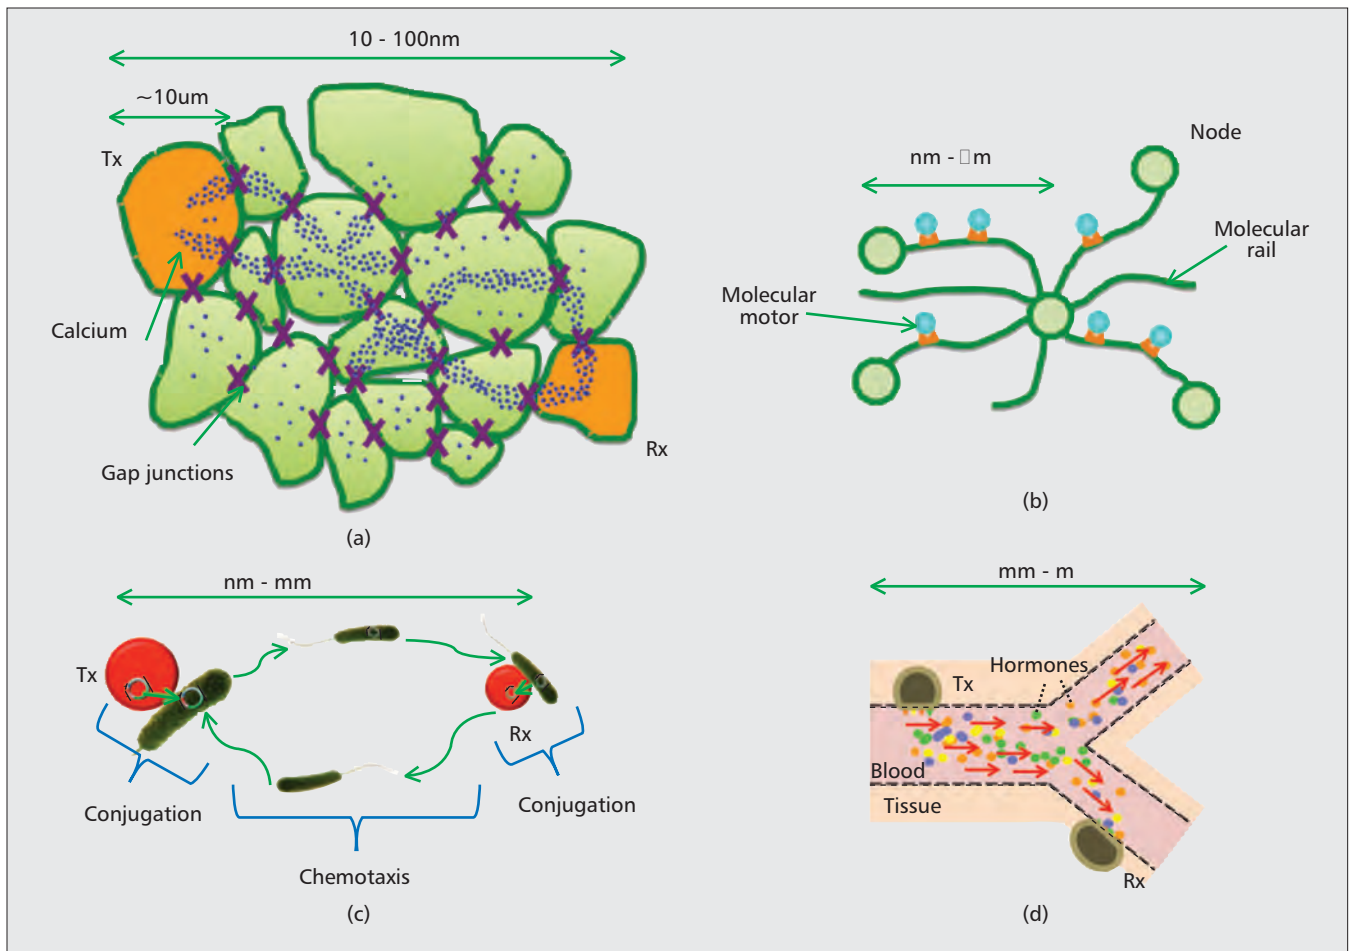 10 - 100nm
~10um
Tx
Calcium
Gap junctions
Rx
(a)
nm - □m
Node
Molecular
rail
Molecular
motor
(b)
nm - mm
Tx
Rx
Conjugation
Conjugation
Chemotaxis
(c)
mm - m
Hormones
Tx
Blood
Tissue
Rx
(d)